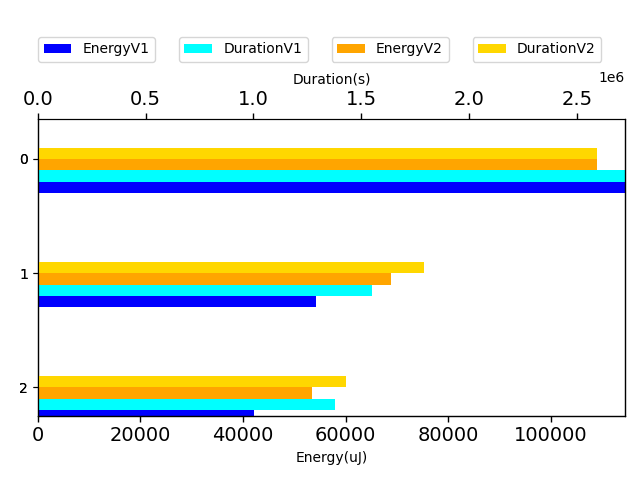 EnergyV1 DurationV1 EnergyV2 DurationV2
Duration(s)
1e6
0.0 0.5 1.0 1.5 2.0 2.5
0
1
2
0 20000 40000 60000 80000 100000
Energy(uJ)